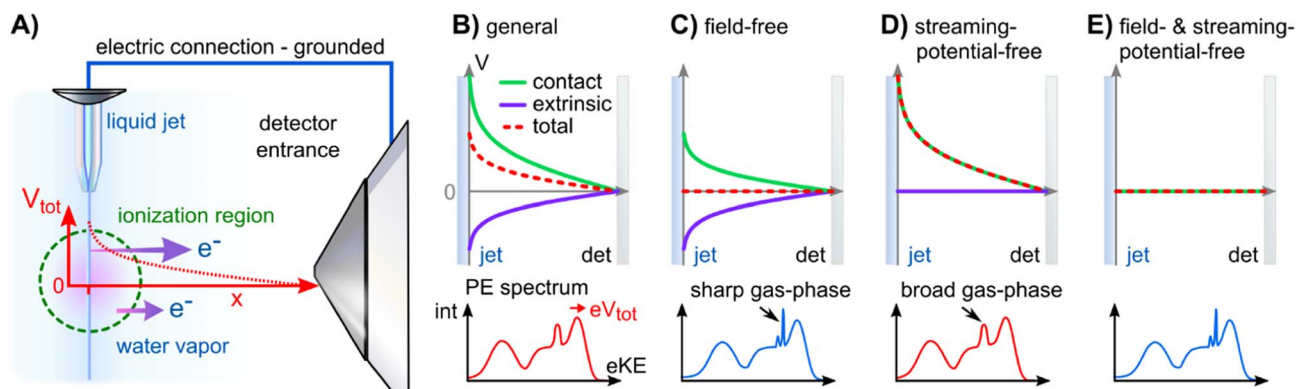 A)
electric connection - grounded
liquid jet
detector
entrance
V_tot
ionization region
e⁻
0
x
e⁻
water vapor
B) general
V
contact
extrinsic
total
0
jet
det
PE spectrum
int
eV_tot
eKE
C) field-free
jet
det
sharp gas-phase
D) streaming-
potential-free
jet
det
broad gas-phase
E) field- & streaming-
potential-free
jet
det